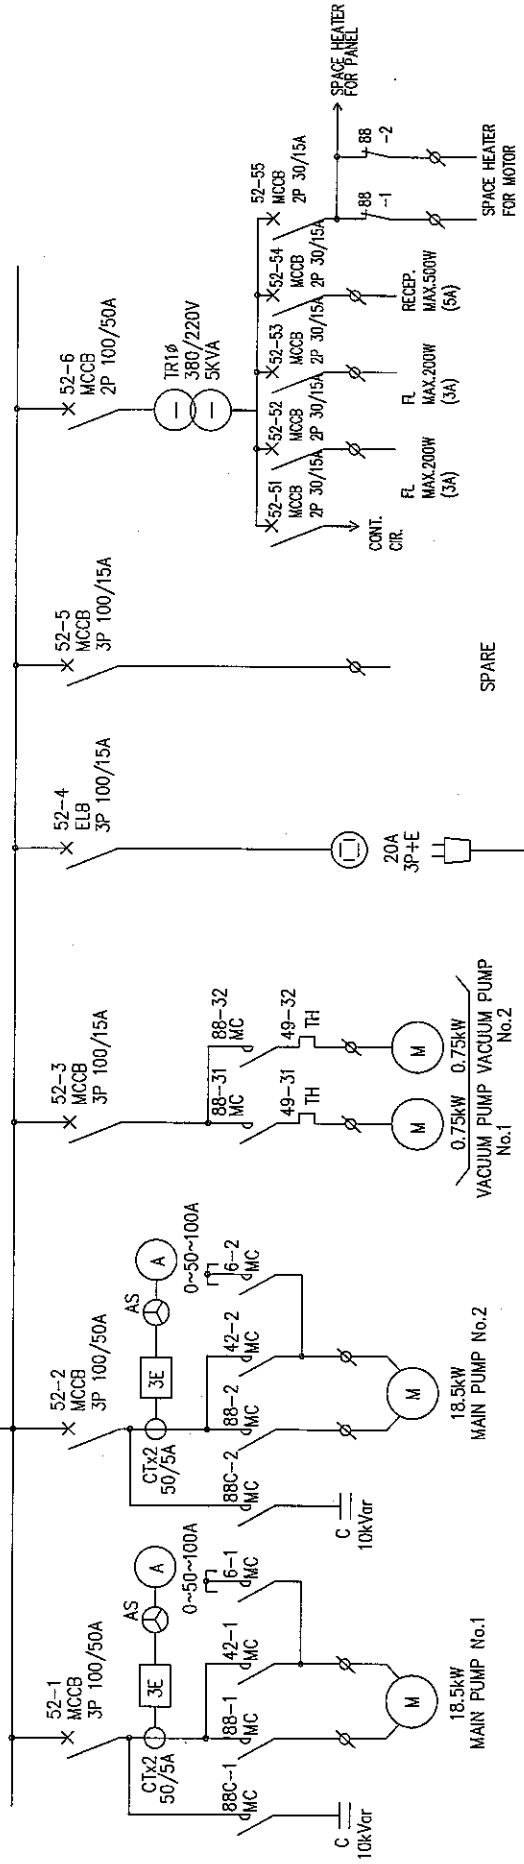 52-1
MCCB
3P 100/50A
CTx2
50/5A
3E
AS
A
0~50~100A
88C-1
MC
88-1
MC
42-1
MC
6-1
MC
C
10kVar
M
18.5kW
MAIN PUMP No.1
52-2
MCCB
3P 100/50A
CTx2
50/5A
3E
AS
A
0~50~100A
88C-2
MC
88-2
MC
42-2
MC
6-2
MC
C
10kVar
M
18.5kW
MAIN PUMP No.2
52-3
MCCB
3P 100/15A
88-31
MC
88-32
MC
49-31
TH
49-32
TH
M
M
0.75kW
0.75kW
VACUUM PUMP
No.1
VACUUM PUMP
No.2
52-4
ELB
3P 100/15A
20A
3P+E
52-5
MCCB
3P 100/15A
SPARE
52-6
MCCB
2P 100/50A
TR1ø
380/220V
5KVA
52-51
MCCB
2P 30/15A
CONT.
CIR.
52-52
MCCB
2P 30/15A
FL
MAX.200W
(3A)
52-53
MCCB
2P 30/15A
FL
MAX.200W
(3A)
52-54
MCCB
2P 30/15A
RECEP.
MAX.500W
(5A)
52-55
MCCB
2P 30/15A
SPACE HEATER
FOR PANEL
88
-1
88
-2
SPACE HEATER
FOR MOTOR